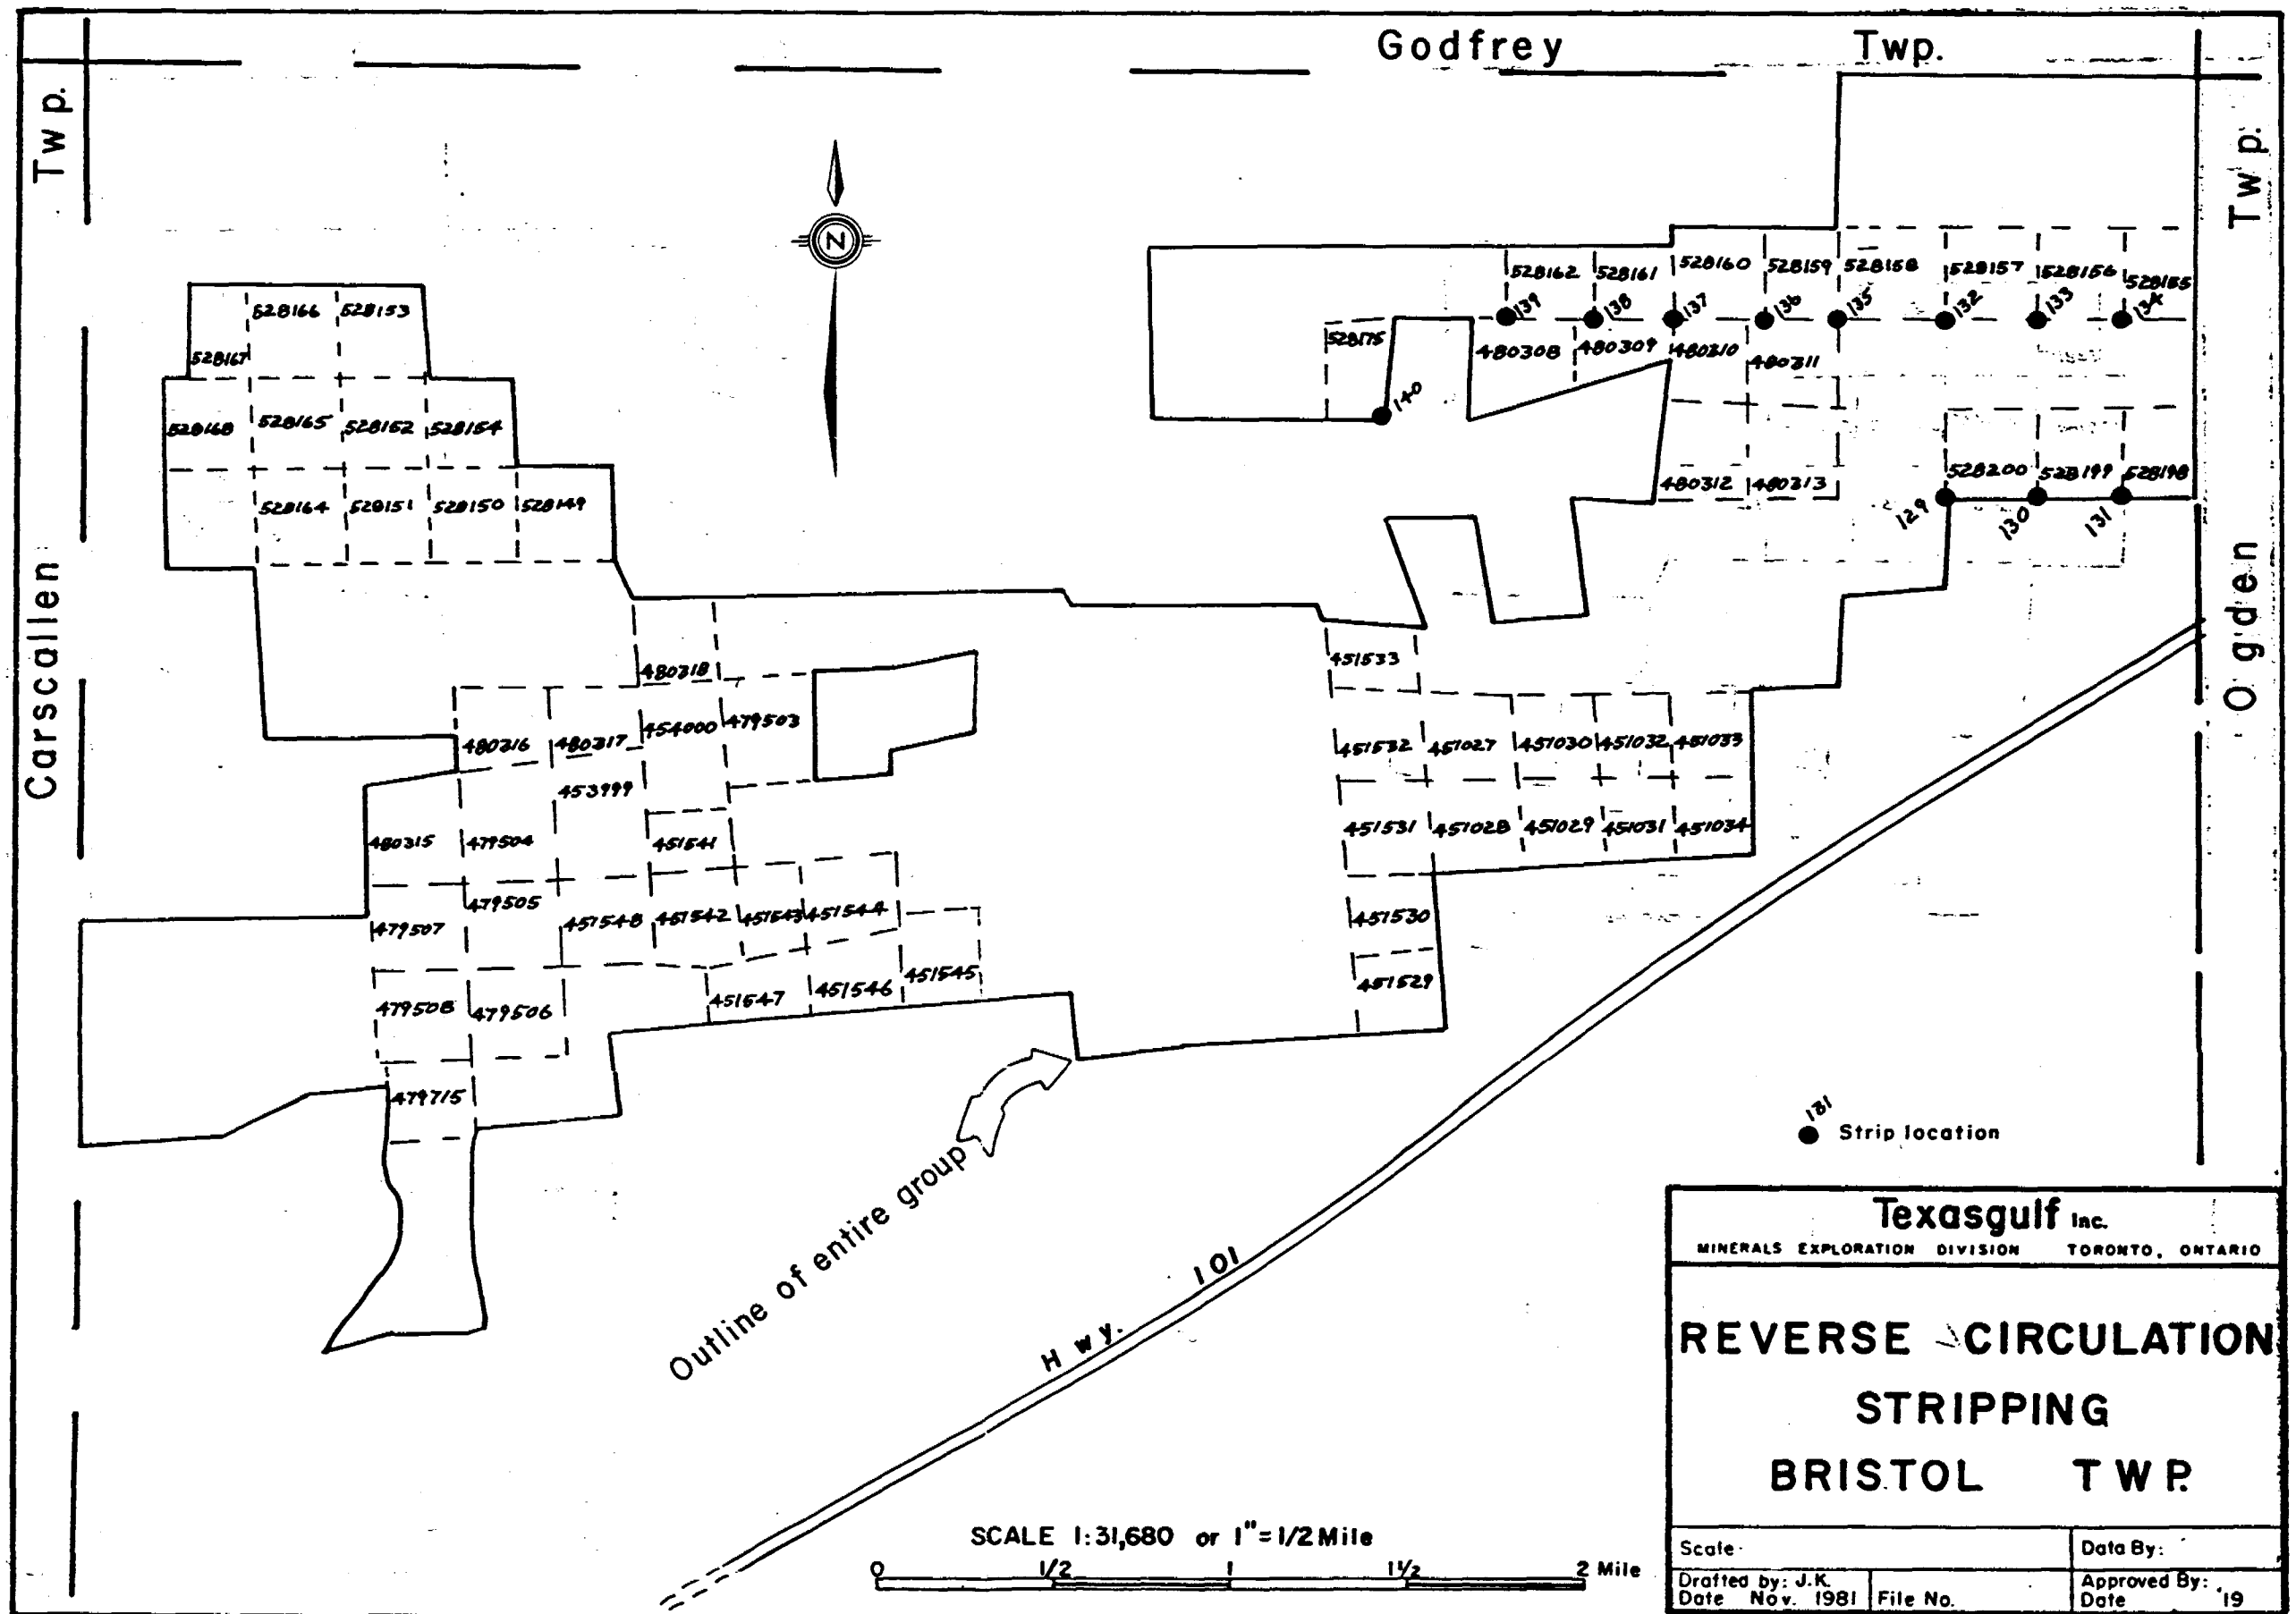 Godfrey Twp.
Twp.
Carscallen
Twp.
Ogden
N
528166 528153
528167
528168 528165 528152 528154
528164 528151 528150 528149
528162 528161 528160 528159 528158 528157 528156 528155
139 138 137 136 135 132 133 134
528175 480308 480309 480310 480311
140
480312 480313 528200 528199 528198
129 130 131
480318 451533
480316 480317 454000 479503
451532 451027 451030 451032 451033
453999
480315 479504 451541
451531 451028 451029 451031 451034
479507 479505 451548 451542 451543 451544
451530
479508 479506 451547 451546 451545
451529
479715
Outline of entire group
Hwy. 101
131
Strip location
Texasgulf Inc.
MINERALS EXPLORATION DIVISION TORONTO, ONTARIO
REVERSE CIRCULATION
STRIPPING
BRISTOL TWP.
SCALE 1:31,680 or 1"=1/2 Mile
0 1/2 1 1½ 2 Mile
Scale Data By:
Drafted by: J.K. Approved By:
Date Nov. 1981 File No. Date 19